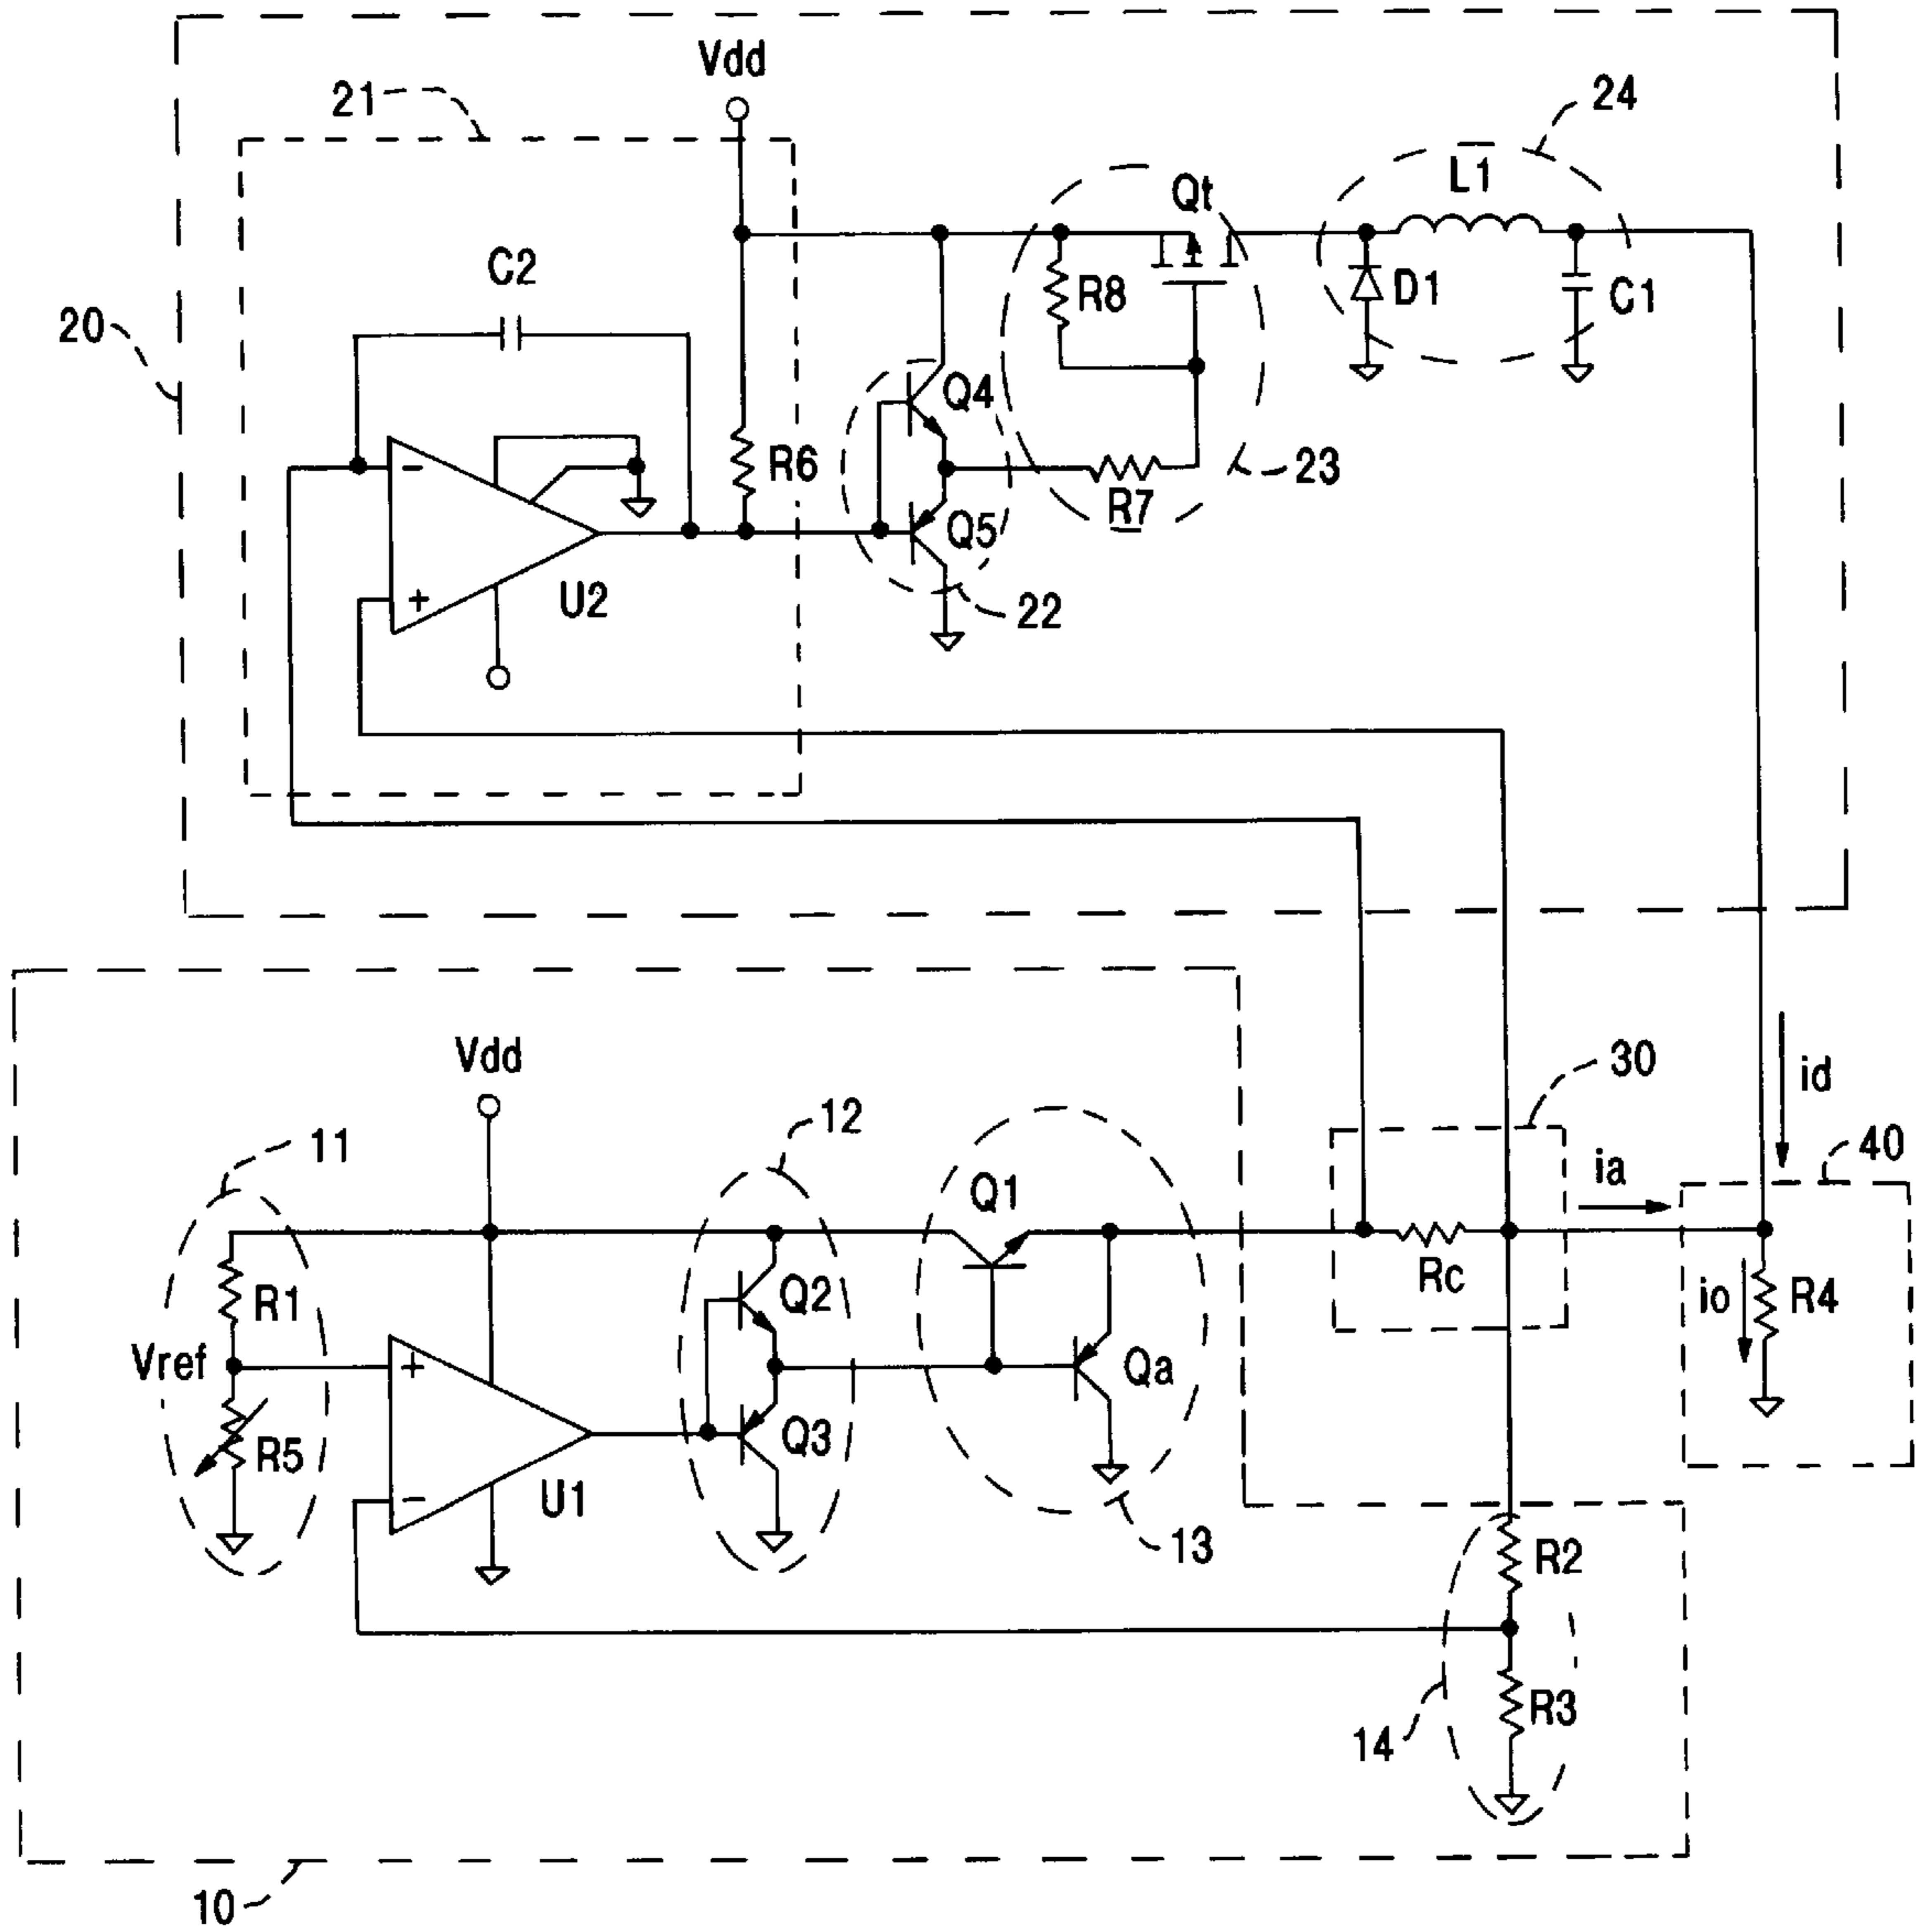 Vdd
21
24
L1
Qt
C2
R8
D1
C1
20
Q4
R6
23
R7
-
Q5
+
U2
22
id
30
Vdd
12
40
11
ia
Q1
Rc
io
R4
R1
Q2
Vref
+
Qa
R5
Q3
-
U1
13
R2
R3
14
10